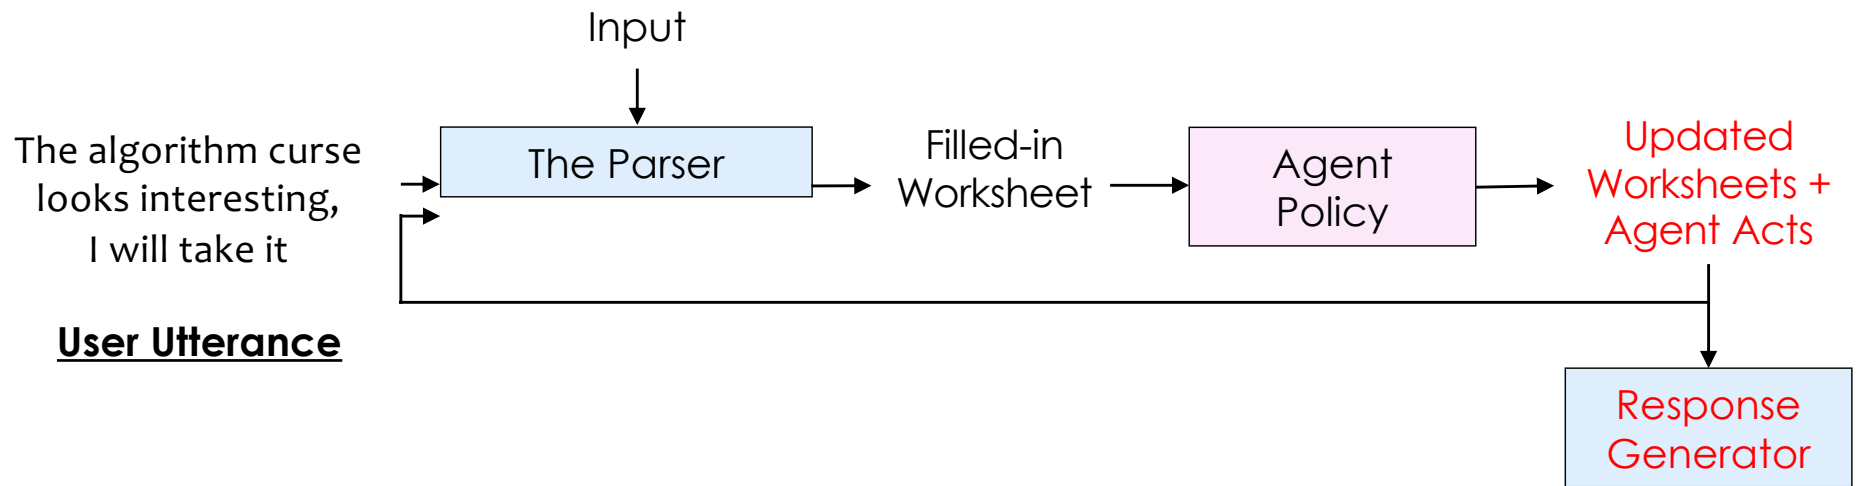 Input
The algorithm curse
looks interesting,
I will take it
User Utterance
The Parser
Filled-in
Worksheet
Agent
Policy
Updated
Worksheets +
Agent Acts
Response
Generator